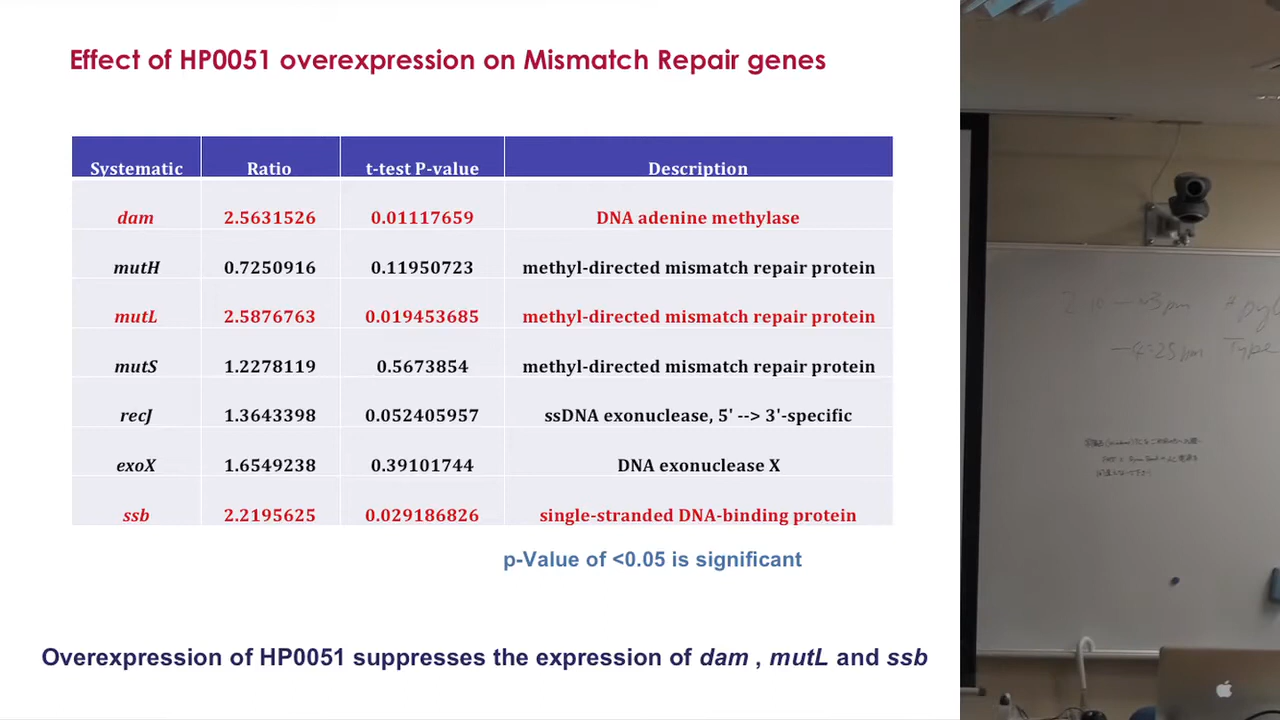 Effect of HP0051 overexpression on Mismatch Repair genes
Systematic Ratio t-test P-value Description
dam 2.5631526 0.01117659 DNA adenine methylase
mutH 0.7250916 0.11950723 methyl-directed mismatch repair protein
mutL 2.5876763 0.019453685 methyl-directed mismatch repair protein
mutS 1.2278119 0.5673854 methyl-directed mismatch repair protein
recJ 1.3643398 0.052405957 ssDNA exonuclease, 5' --> 3'-specific
exoX 1.6549238 0.39101744 DNA exonuclease X
ssb 2.2195625 0.029186826 single-stranded DNA-binding protein
p-Value of <0.05 is significant
Overexpression of HP0051 suppresses the expression of dam , mutL and ssb
Type